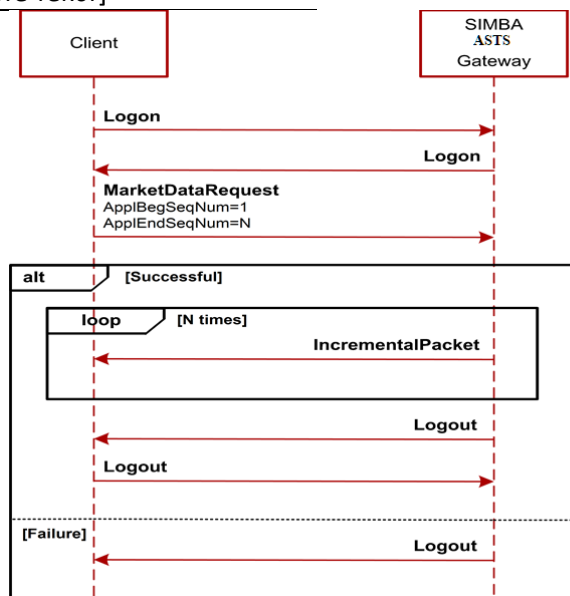 Client
SIMBA
ASTS
Gateway
Logon
Logon
MarketDataRequest
ApplBegSeqNum=1
ApplEndSeqNum=N
alt
[Successful]
loop
[N times]
IncrementalPacket
Logout
Logout
[Failure]
Logout